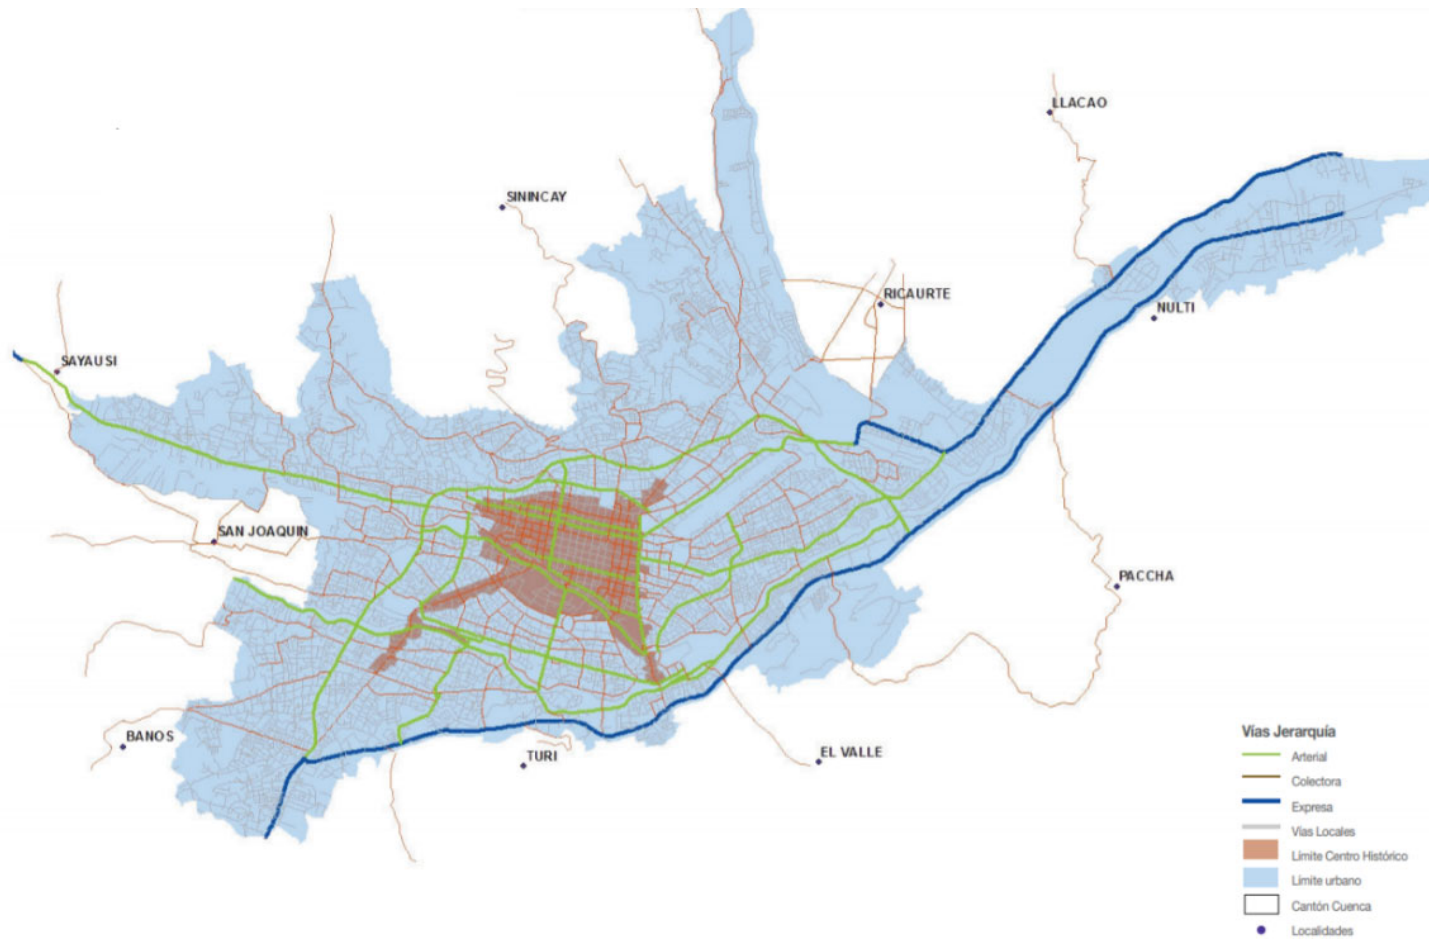 LLACAO
SININCAY
RICAURTE
NULTI
SAYAUSI
SAN JOAQUIN
PACCHA
BANOS
TURI
EL VALLE
Vías Jerarquía
Arterial
Colectora
Expresa
Vías Locales
Límite Centro Histórico
Límite urbano
Cantón Cuenca
Localidades